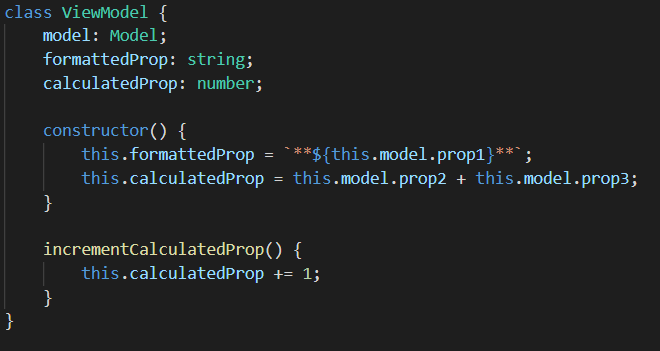 class ViewModel {
    model: Model;
    formattedProp: string;
    calculatedProp: number;

    constructor() {
        this.formattedProp = `**${this.model.prop1}**`;
        this.calculatedProp = this.model.prop2 + this.model.prop3;
    }

    incrementCalculatedProp() {
        this.calculatedProp += 1;
    }
}